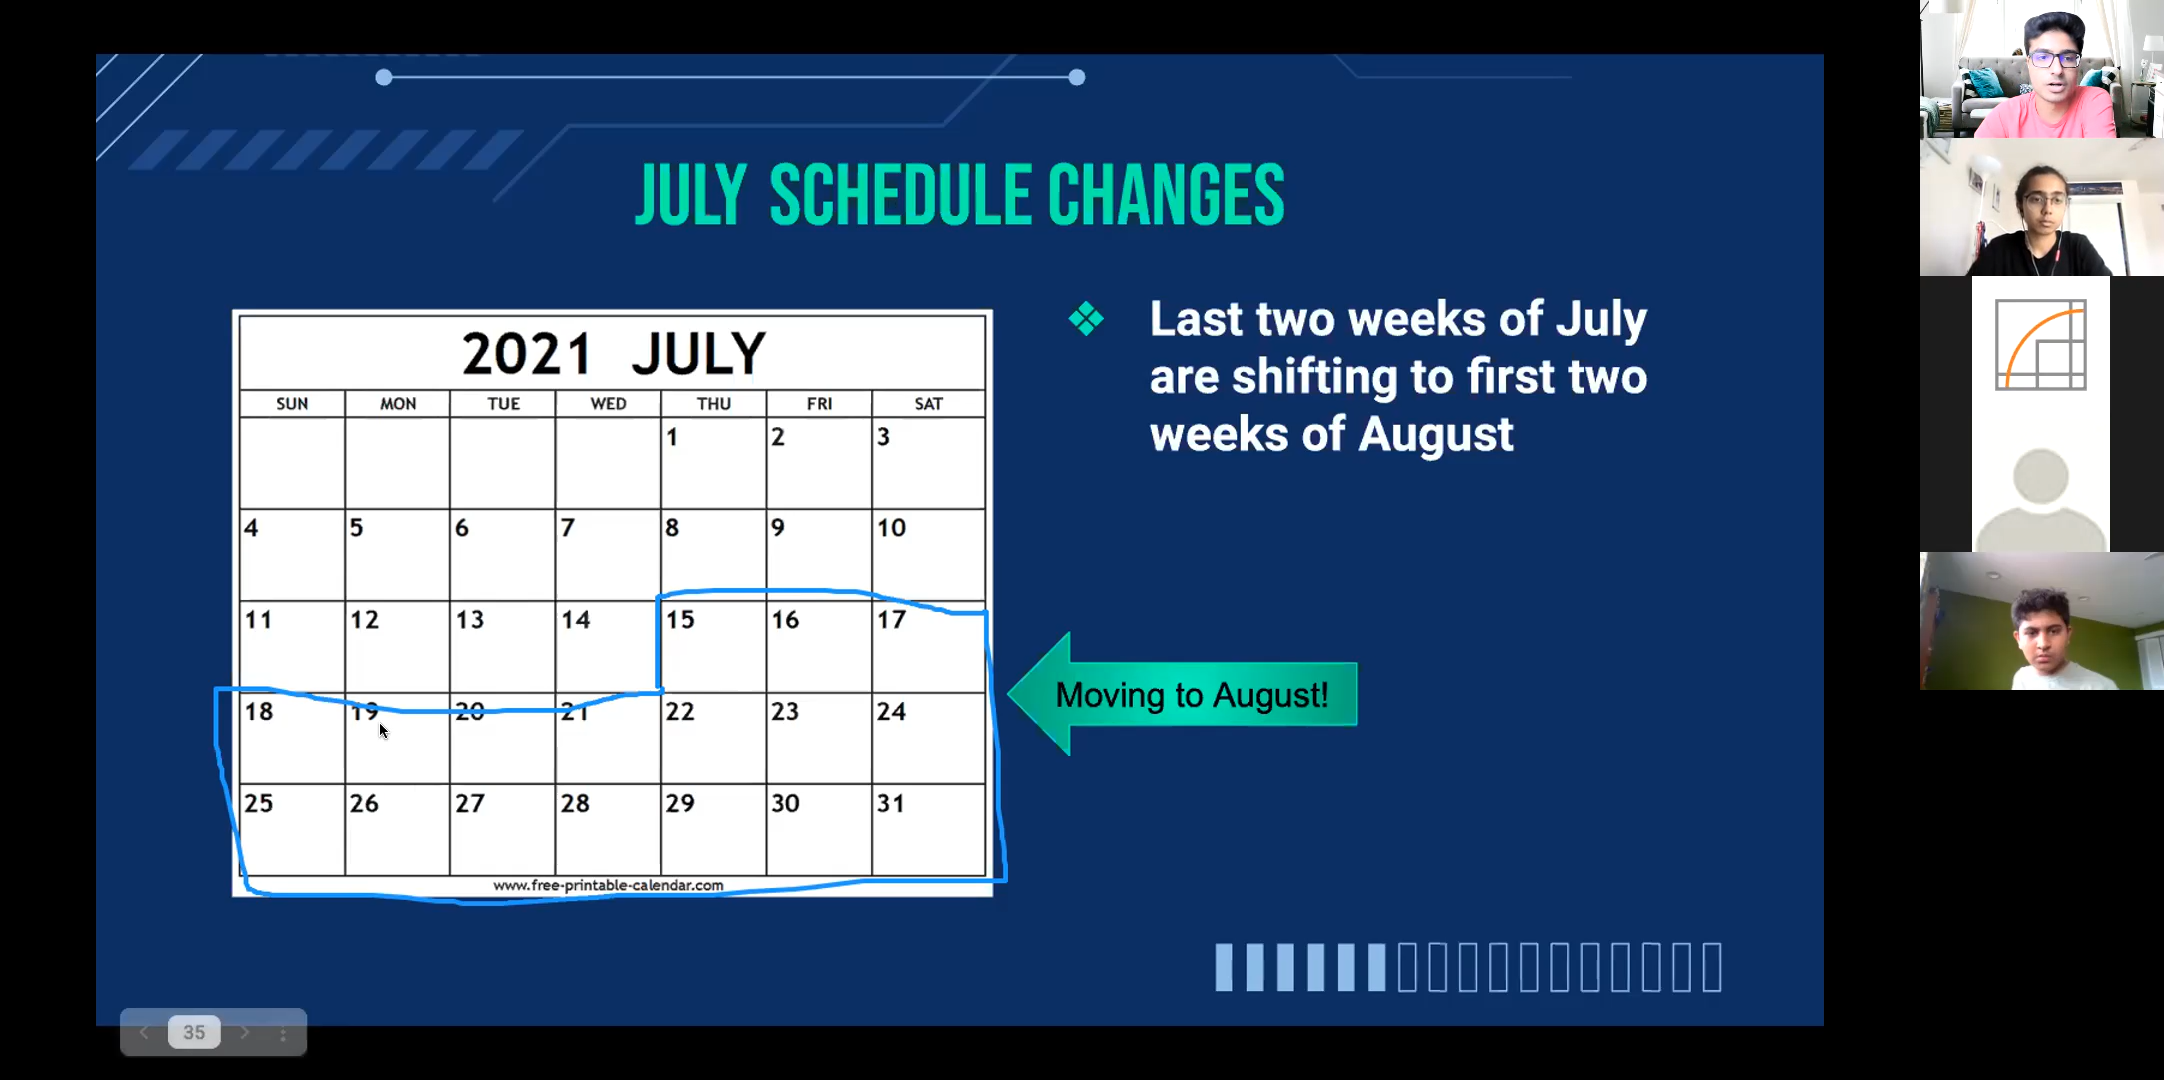 JULY SCHEDULE CHANGES
2021 JULY
SUN MON TUE WED THU FRI SAT
1 2 3
4 5 6 7 8 9 10
11 12 13 14 15 16 17
18 19 20 21 22 23 24
25 26 27 28 29 30 31
www.free-printable-calendar.com
❖ Last two weeks of July
are shifting to first two
weeks of August
Moving to August!
35